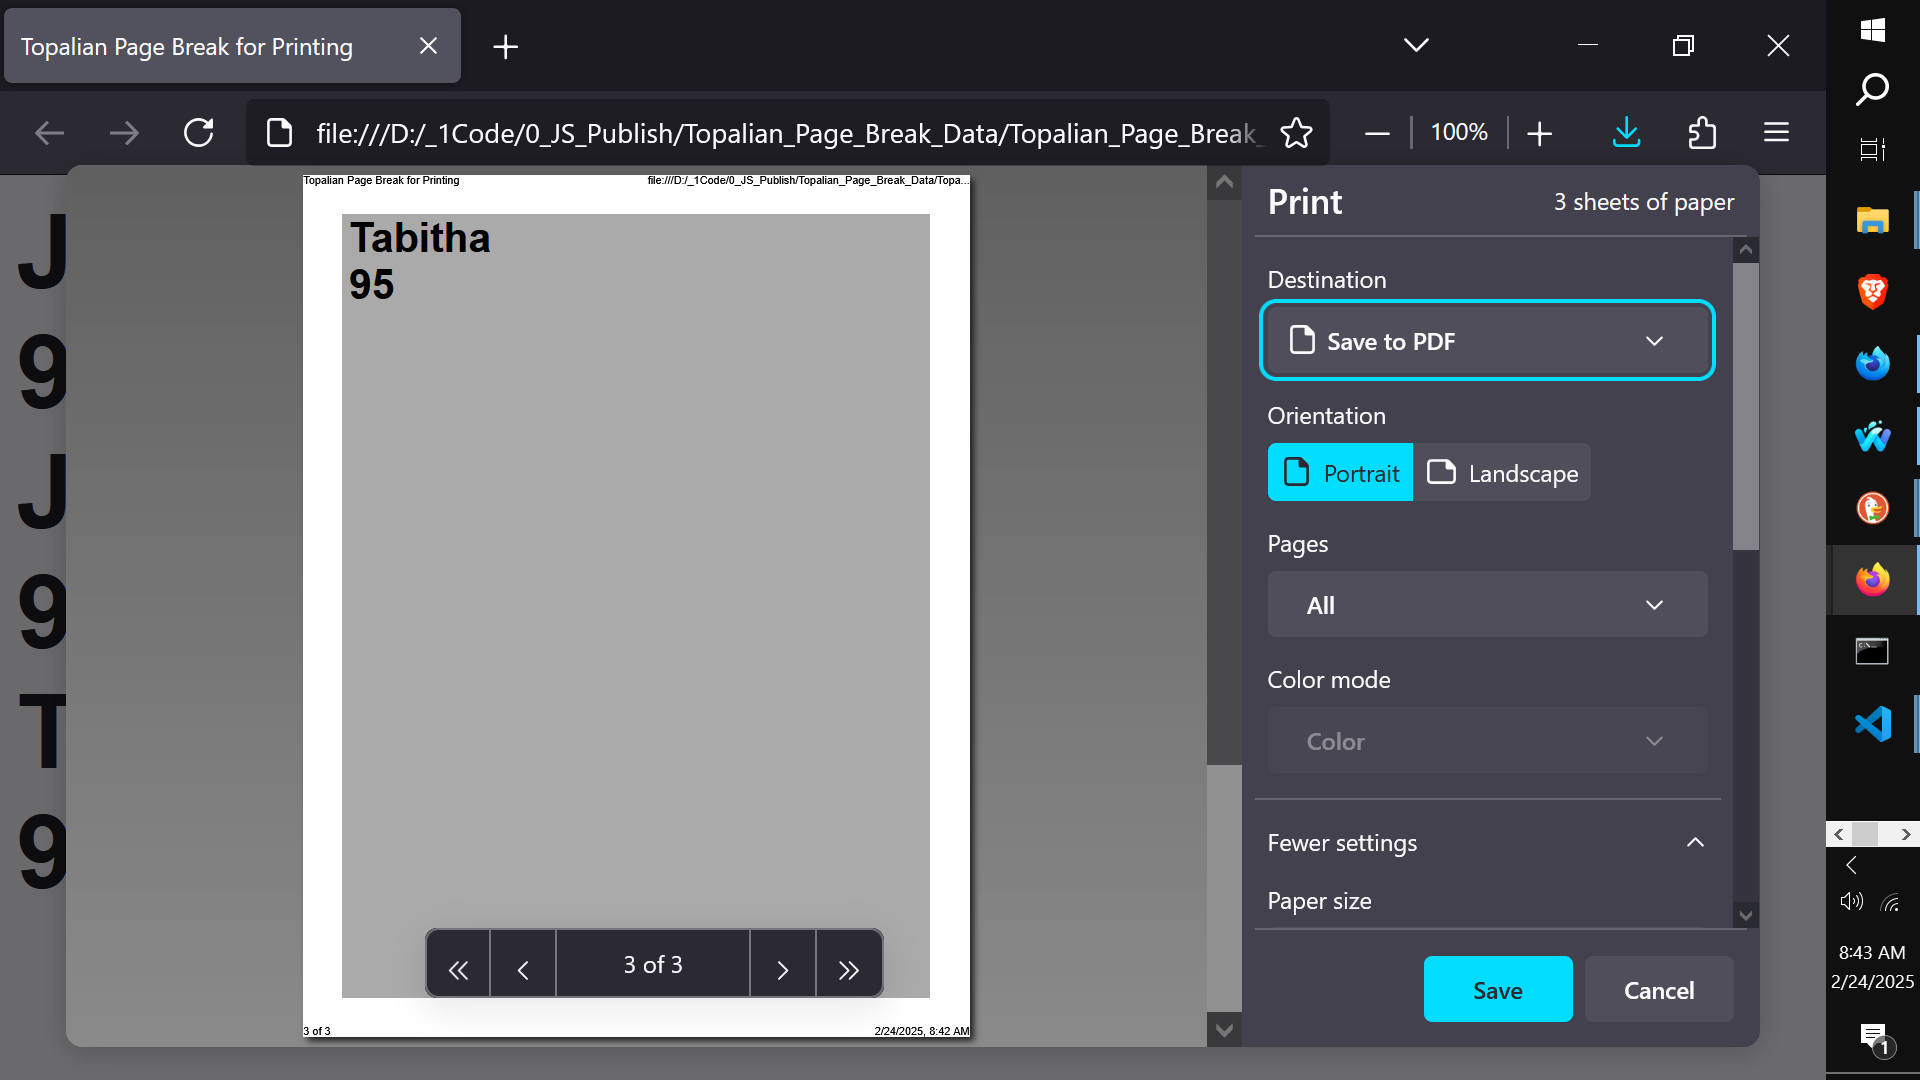 Topalian Page Break for Printing
file:///D:/_1Code/0_JS_Publish/Topalian_Page_Break_Data/Topalian_Page_Break_
100%
J
9
J
9
T
9
Topalian Page Break for Printing
file:///D:/_1Code/0_JS_Publish/Topalian_Page_Break_Data/Topa...
Tabitha
95
3 of 3
3 of 3
2/24/2025, 8:42 AM
Print
3 sheets of paper
Destination
Save to PDF
Orientation
Portrait
Landscape
Pages
All
Color mode
Color
Fewer settings
Paper size
Save
Cancel
8:43 AM
2/24/2025
1